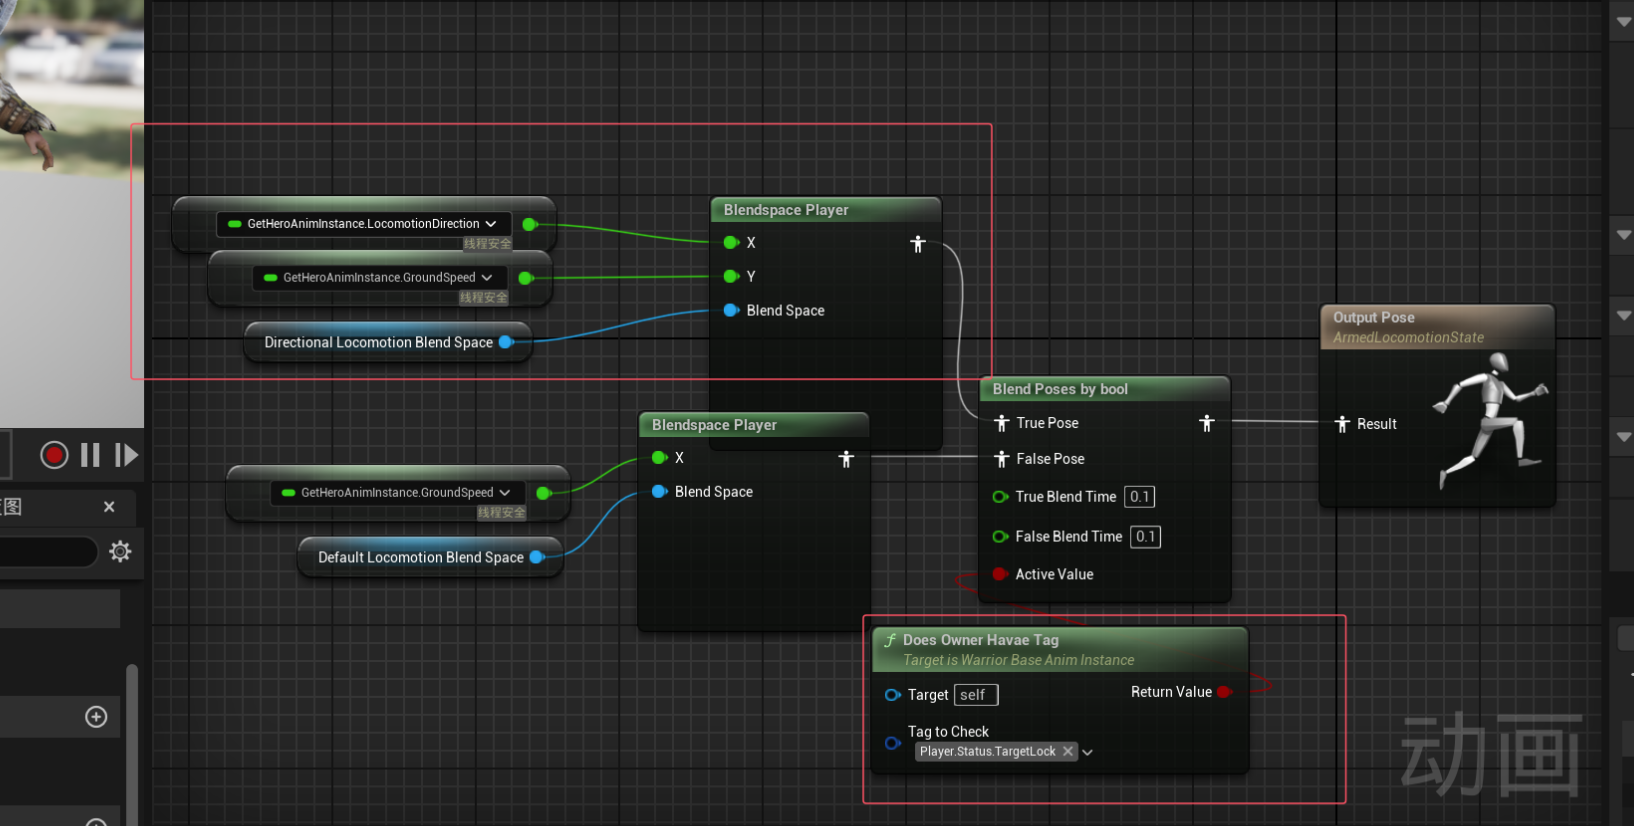 GetHeroAnimInstance.LocomotionDirection
线程安全
GetHeroAnimInstance.GroundSpeed
线程安全
Directional Locomotion Blend Space
Blendspace Player
X
Y
Blend Space
Output Pose
ArmedLocomotionState
Result
Blendspace Player
X
Blend Space
GetHeroAnimInstance.GroundSpeed
线程安全
Default Locomotion Blend Space
Blend Poses by bool
True Pose
False Pose
True Blend Time 0.1
False Blend Time 0.1
Active Value
Does Owner Havae Tag
Target is Warrior Base Anim Instance
Target self
Return Value
Tag to Check
Player.Status.TargetLock
图
动画